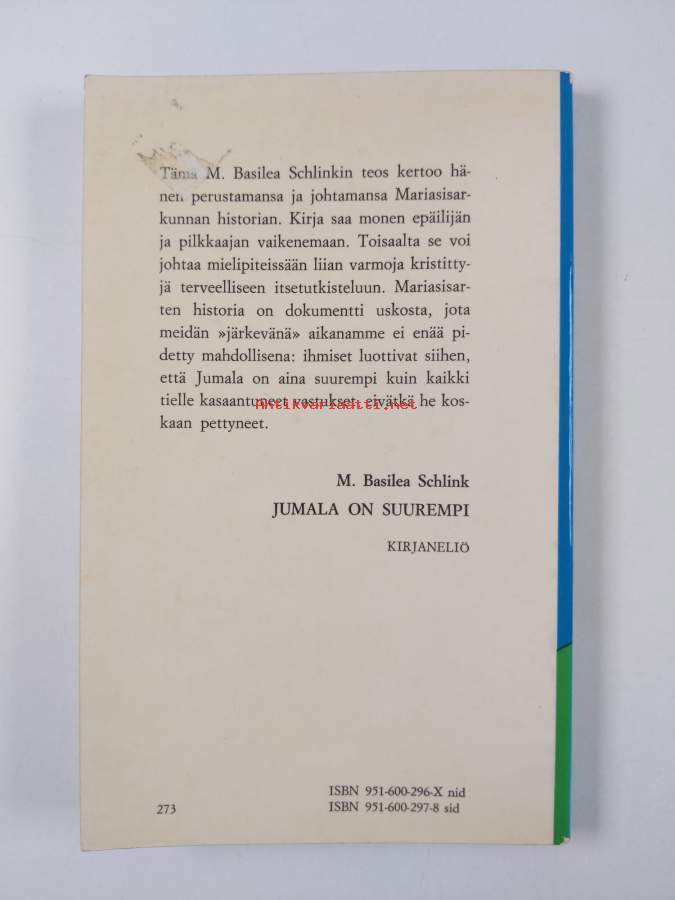 Tämä M. Basilea Schlinkin teos kertoo hä-
nen perustamansa ja johtamansa Mariasisar-
kunnan historian. Kirja saa monen epäilijän
ja pilkkaajan vaikenemaan. Toisaalta se voi
johtaa mielipiteissään liian varmoja kristitty-
jä terveelliseen itsetutkisteluun. Mariasisar-
ten historia on dokumentti uskosta, jota
meidän »järkevänä» aikanamme ei enää pi-
detty mahdollisena: ihmiset luottivat siihen,
että Jumala on aina suurempi kuin kaikki
tielle kasaantuneet vastukset, eivätkä he kos-
Antikvariaatti.net
kaan pettyneet.
M. Basilea Schlink
JUMALA ON SUUREMPI
KIRJANELIÖ
ISBN 951-600-296-X nid
273
ISBN 951-600-297-8 sid